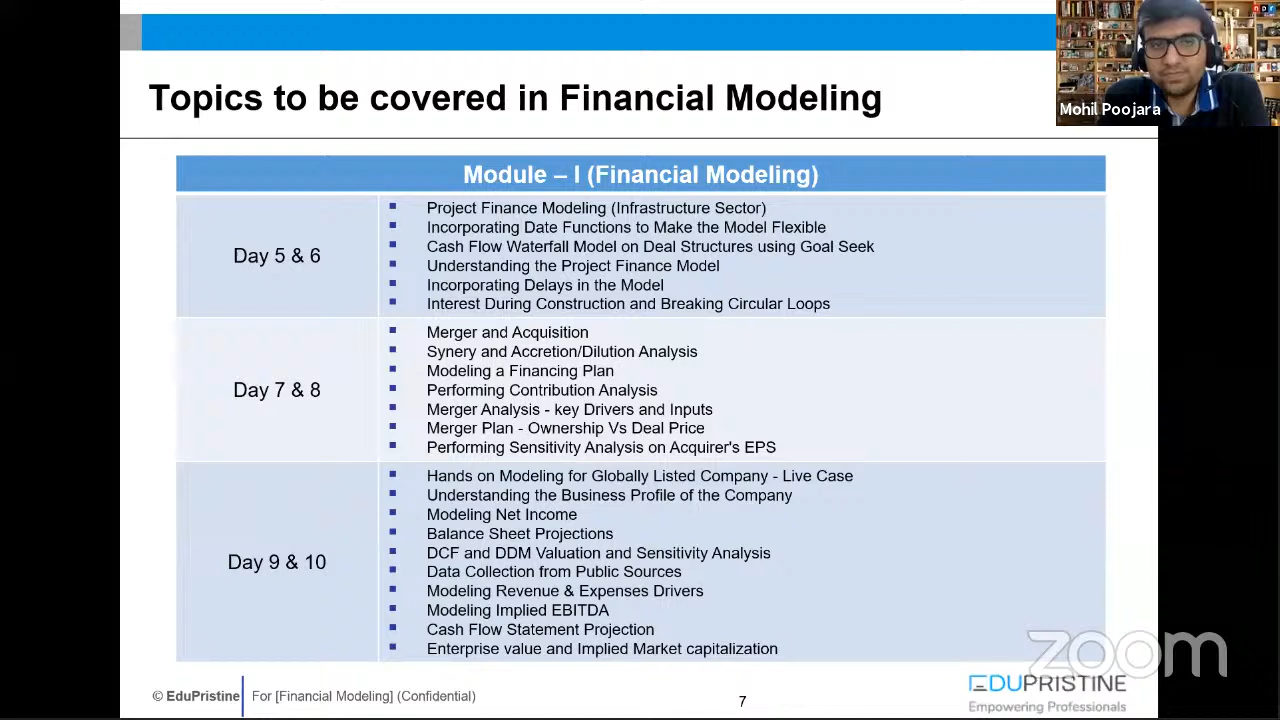 npr
Mohil Poojara
Topics to be covered in Financial Modeling
Module – I (Financial Modeling)
Day 5 & 6
Project Finance Modeling (Infrastructure Sector)
Incorporating Date Functions to Make the Model Flexible
Cash Flow Waterfall Model on Deal Structures using Goal Seek
Understanding the Project Finance Model
Incorporating Delays in the Model
Interest During Construction and Breaking Circular Loops
Day 7 & 8
Merger and Acquisition
Synery and Accretion/Dilution Analysis
Modeling a Financing Plan
Performing Contribution Analysis
Merger Analysis - key Drivers and Inputs
Merger Plan - Ownership Vs Deal Price
Performing Sensitivity Analysis on Acquirer's EPS
Day 9 & 10
Hands on Modeling for Globally Listed Company - Live Case
Understanding the Business Profile of the Company
Modeling Net Income
Balance Sheet Projections
DCF and DDM Valuation and Sensitivity Analysis
Data Collection from Public Sources
Modeling Revenue & Expenses Drivers
Modeling Implied EBITDA
Cash Flow Statement Projection
Enterprise value and Implied Market capitalization
zoom
© EduPristine
For [Financial Modeling] (Confidential)
7
EDUPRISTINE
Empowering Professionals